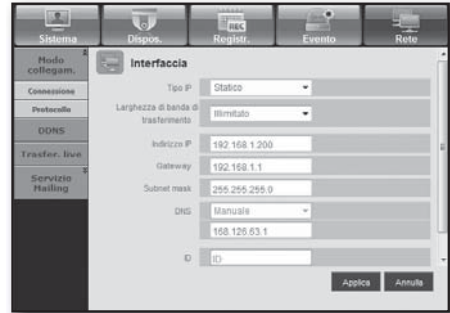 Sistema
Dispos.
REC
Registr.
Evento
Rete
Modo
collegam.
Connessione
Protocollo
DDNS
Trasfer. live
Servizio
Mailing
Interfaccia
Tipo IP
Statico
Larghezza di banda di
trasferimento
Illimitato
Indirizzo IP
192.168.1.200
Gateway
192.168.1.1
Subnet mask
255.255.255.0
DNS
Manuale
168.126.63.1
ID
ID
Applica
Annulla